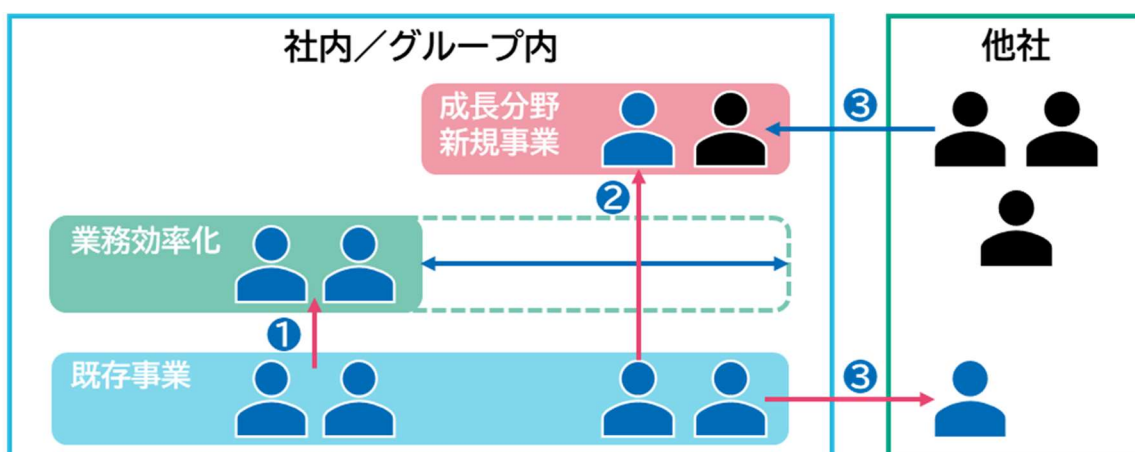 社内／グループ内
他社
成長分野
新規事業
❸
❷
業務効率化
❶
既存事業
❸